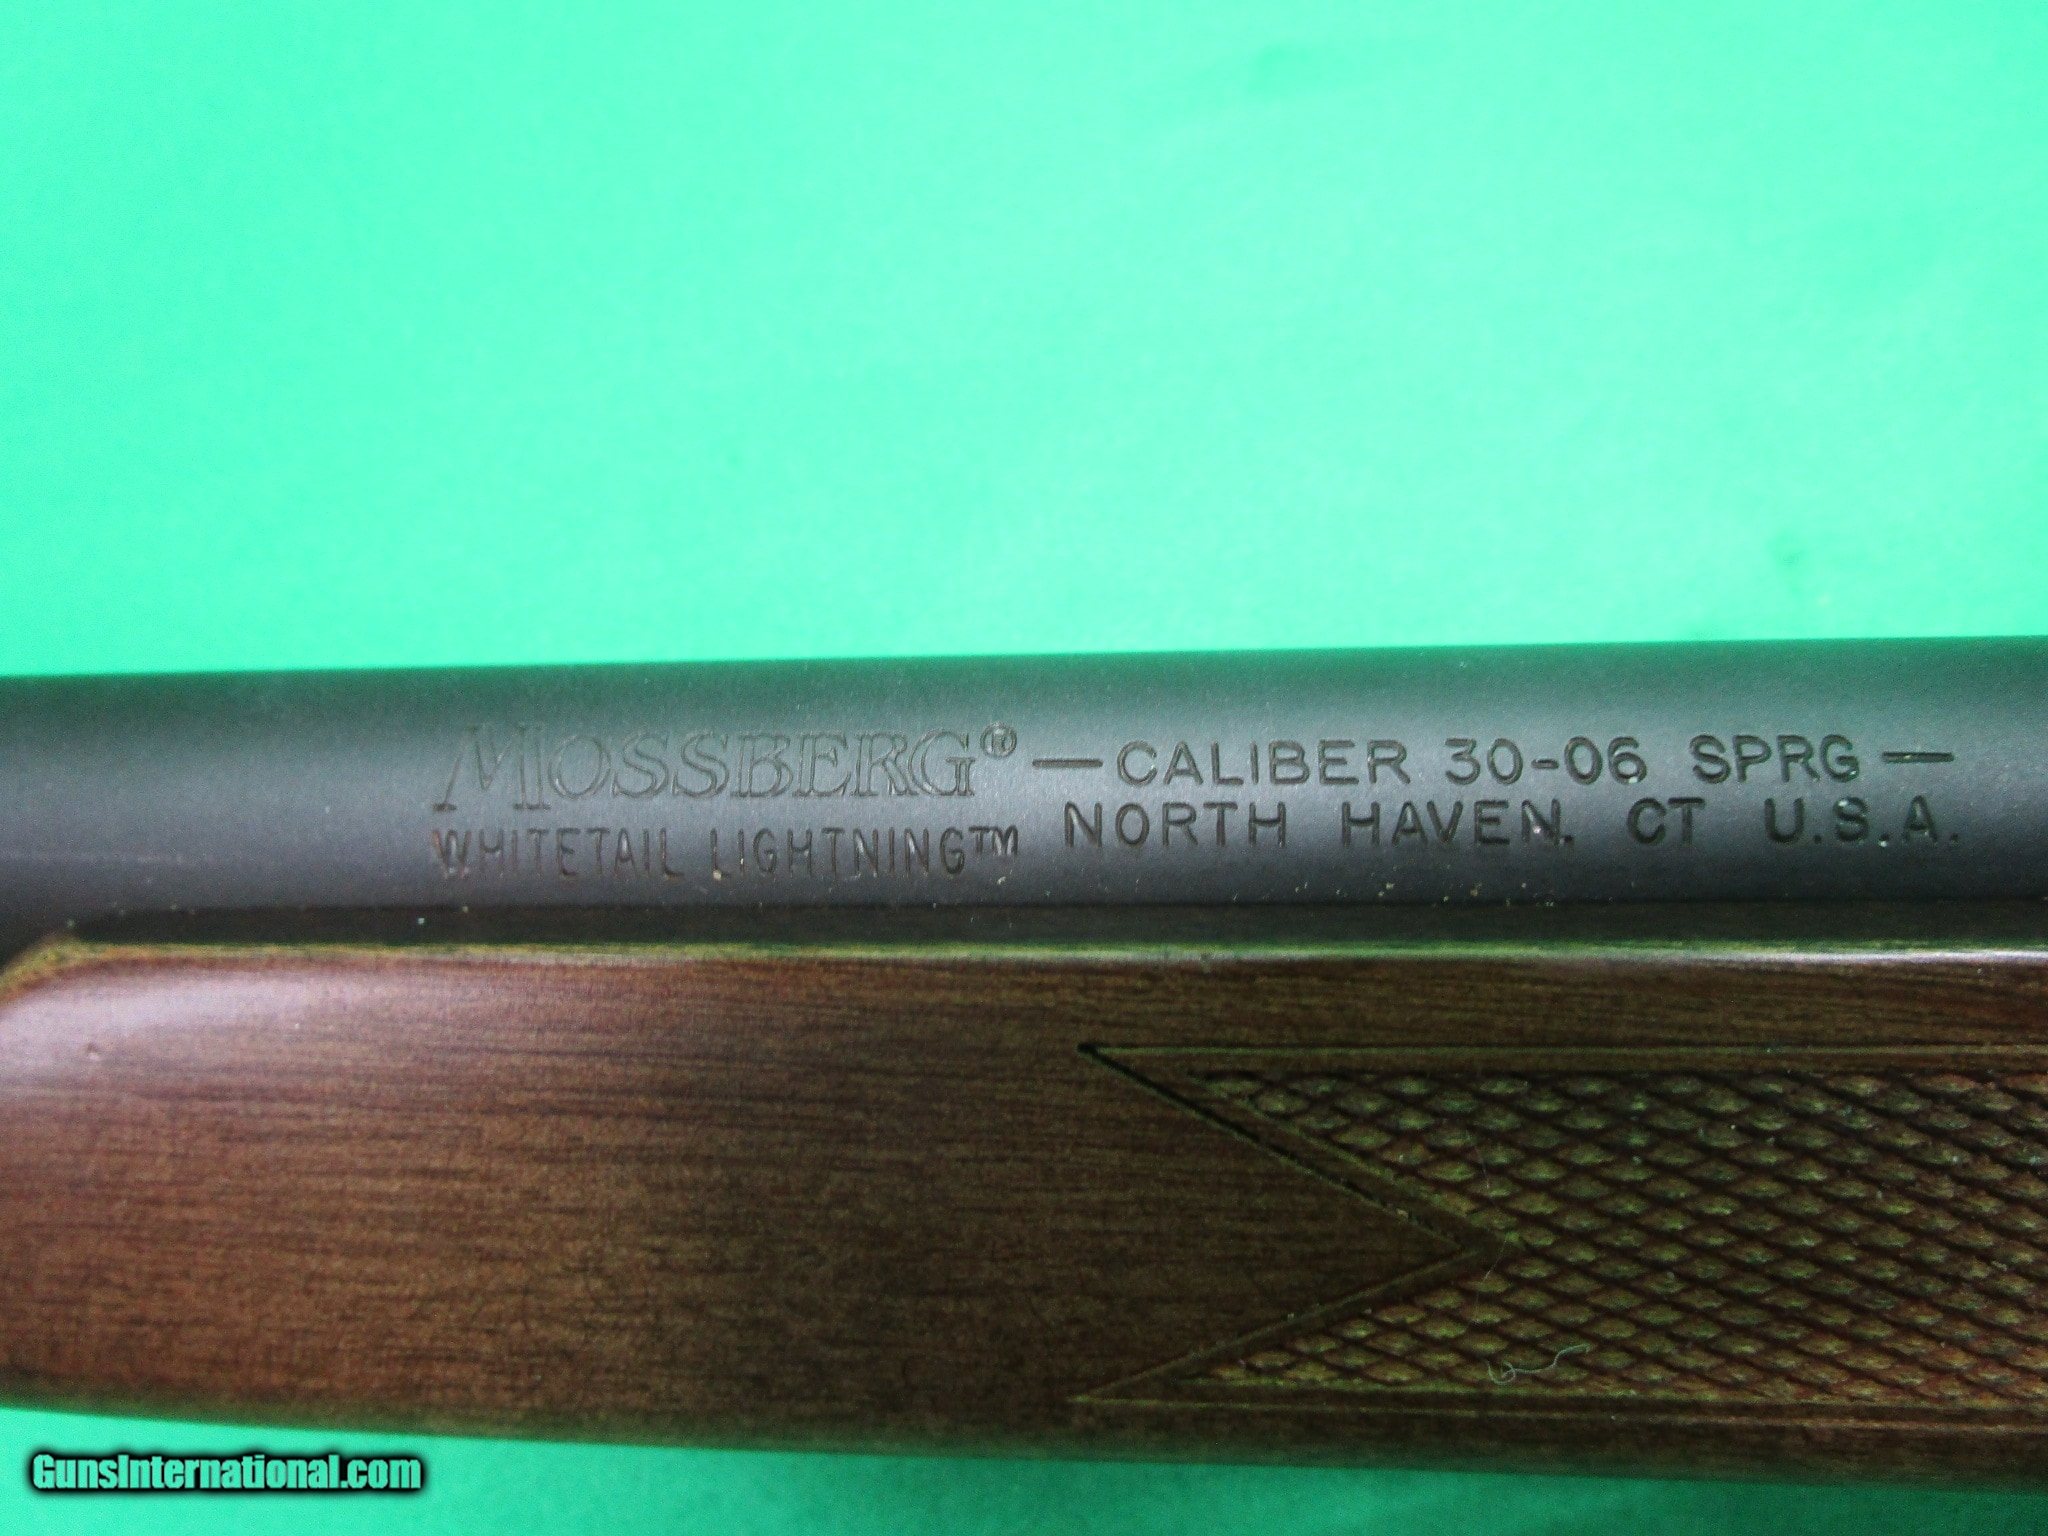 MOSSBERG® — CALIBER 30-06 SPRG —
WHITETAIL LIGHTNING™ NORTH HAVEN. CT U.S.A.
GunsInternational.com